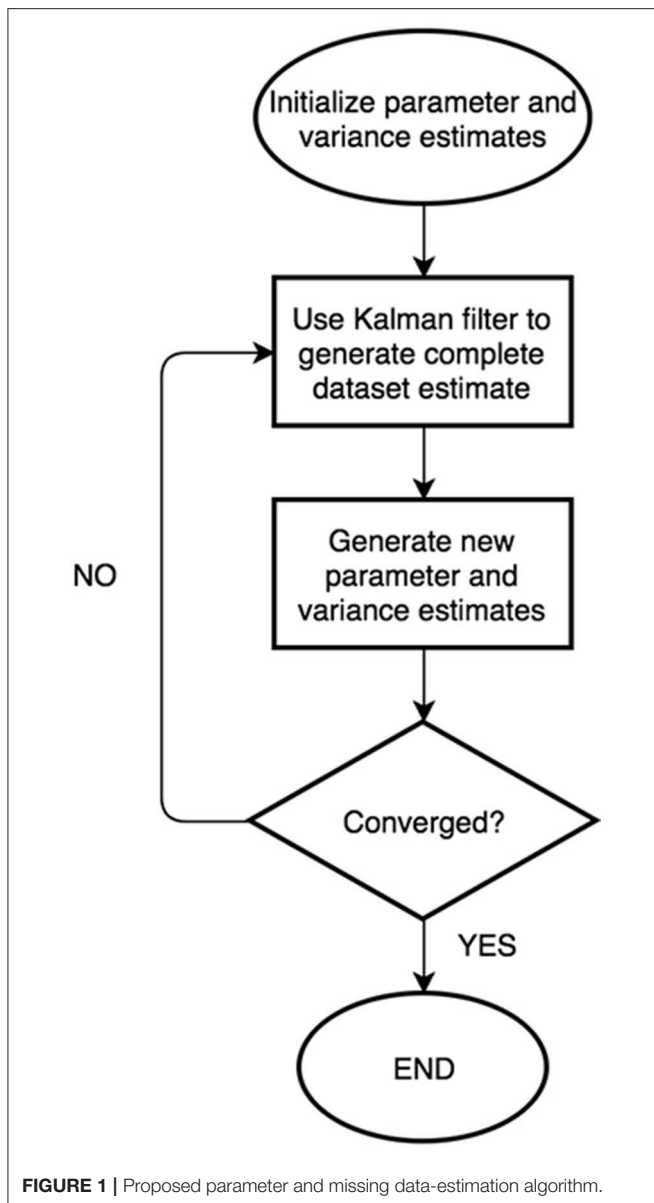 Initialize parameter and
variance estimates
Use Kalman filter to
generate complete
dataset estimate
Generate new
parameter and
variance estimates
NO
Converged?
YES
END
FIGURE 1 | Proposed parameter and missing data-estimation algorithm.